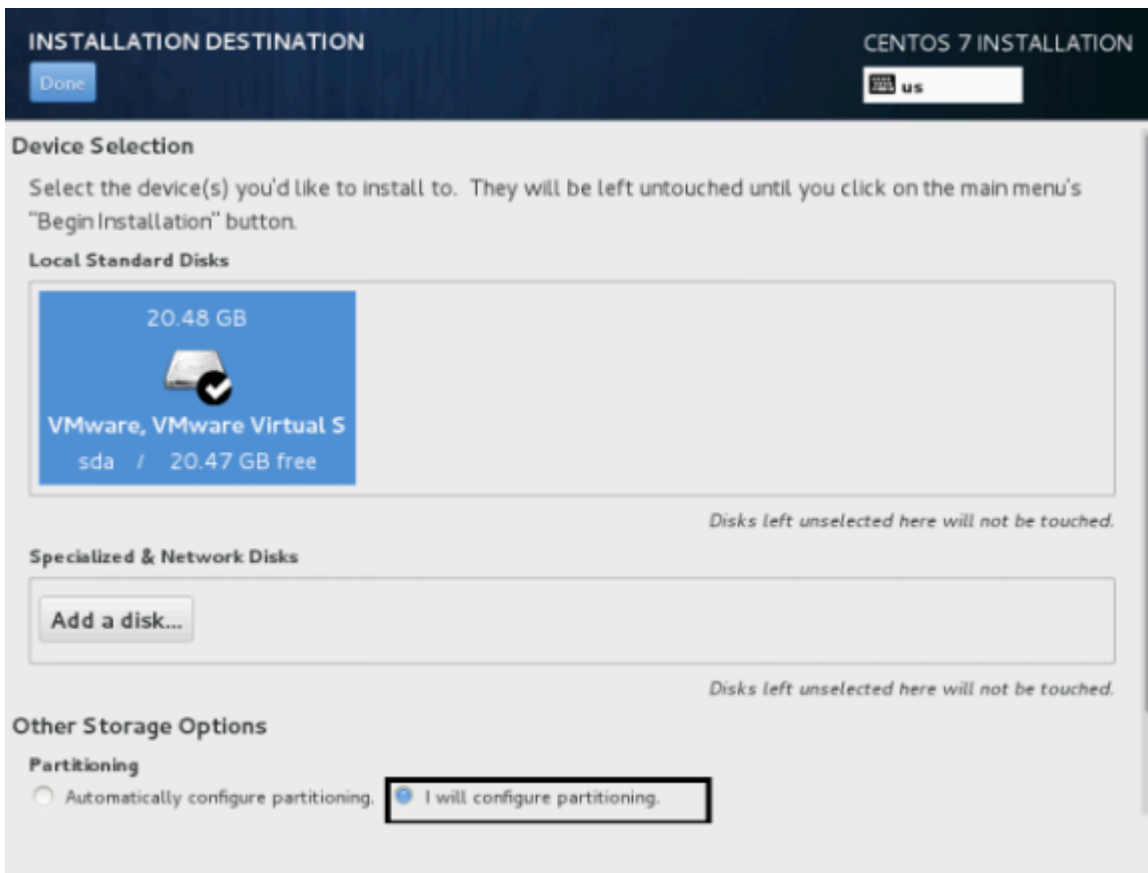 INSTALLATION DESTINATION
CENTOS 7 INSTALLATION
Done
us
Device Selection
Select the device(s) you'd like to install to. They will be left untouched until you click on the main menu's
"Begin Installation" button.
Local Standard Disks
20.48 GB
VMware, VMware Virtual S
sda / 20.47 GB free
Disks left unselected here will not be touched.
Specialized & Network Disks
Add a disk...
Disks left unselected here will not be touched.
Other Storage Options
Partitioning
Automatically configure partitioning. I will configure partitioning.